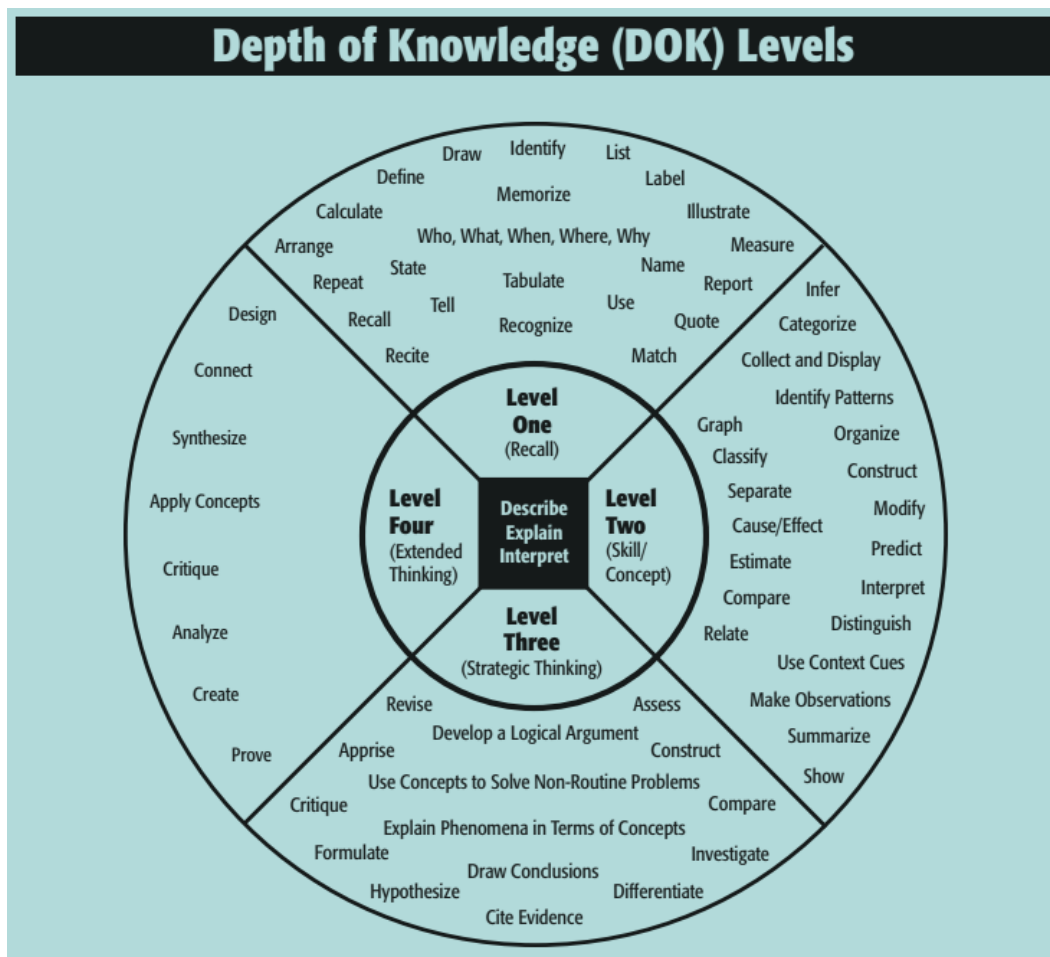 Depth of Knowledge (DOK) Levels
Draw
Identify
List
Define
Memorize
Label
Calculate
Illustrate
Arrange
Who, What, When, Where, Why
Measure
Repeat
State
Tabulate
Name
Report
Recall
Tell
Recognize
Use
Quote
Recite
Match
Level
One
(Recall)
Infer
Categorize
Collect and Display
Identify Patterns
Graph
Organize
Classify
Construct
Separate
Modify
Cause/Effect
Predict
Estimate
Interpret
Compare
Distinguish
Relate
Use Context Cues
Make Observations
Summarize
Show
Level
Two
(Skill/
Concept)
Describe
Explain
Interpret
Level
Three
(Strategic Thinking)
Revise
Assess
Develop a Logical Argument
Apprise
Construct
Use Concepts to Solve Non-Routine Problems
Critique
Compare
Explain Phenomena in Terms of Concepts
Formulate
Investigate
Draw Conclusions
Hypothesize
Differentiate
Cite Evidence
Level
Four
(Extended
Thinking)
Design
Connect
Synthesize
Apply Concepts
Critique
Analyze
Create
Prove